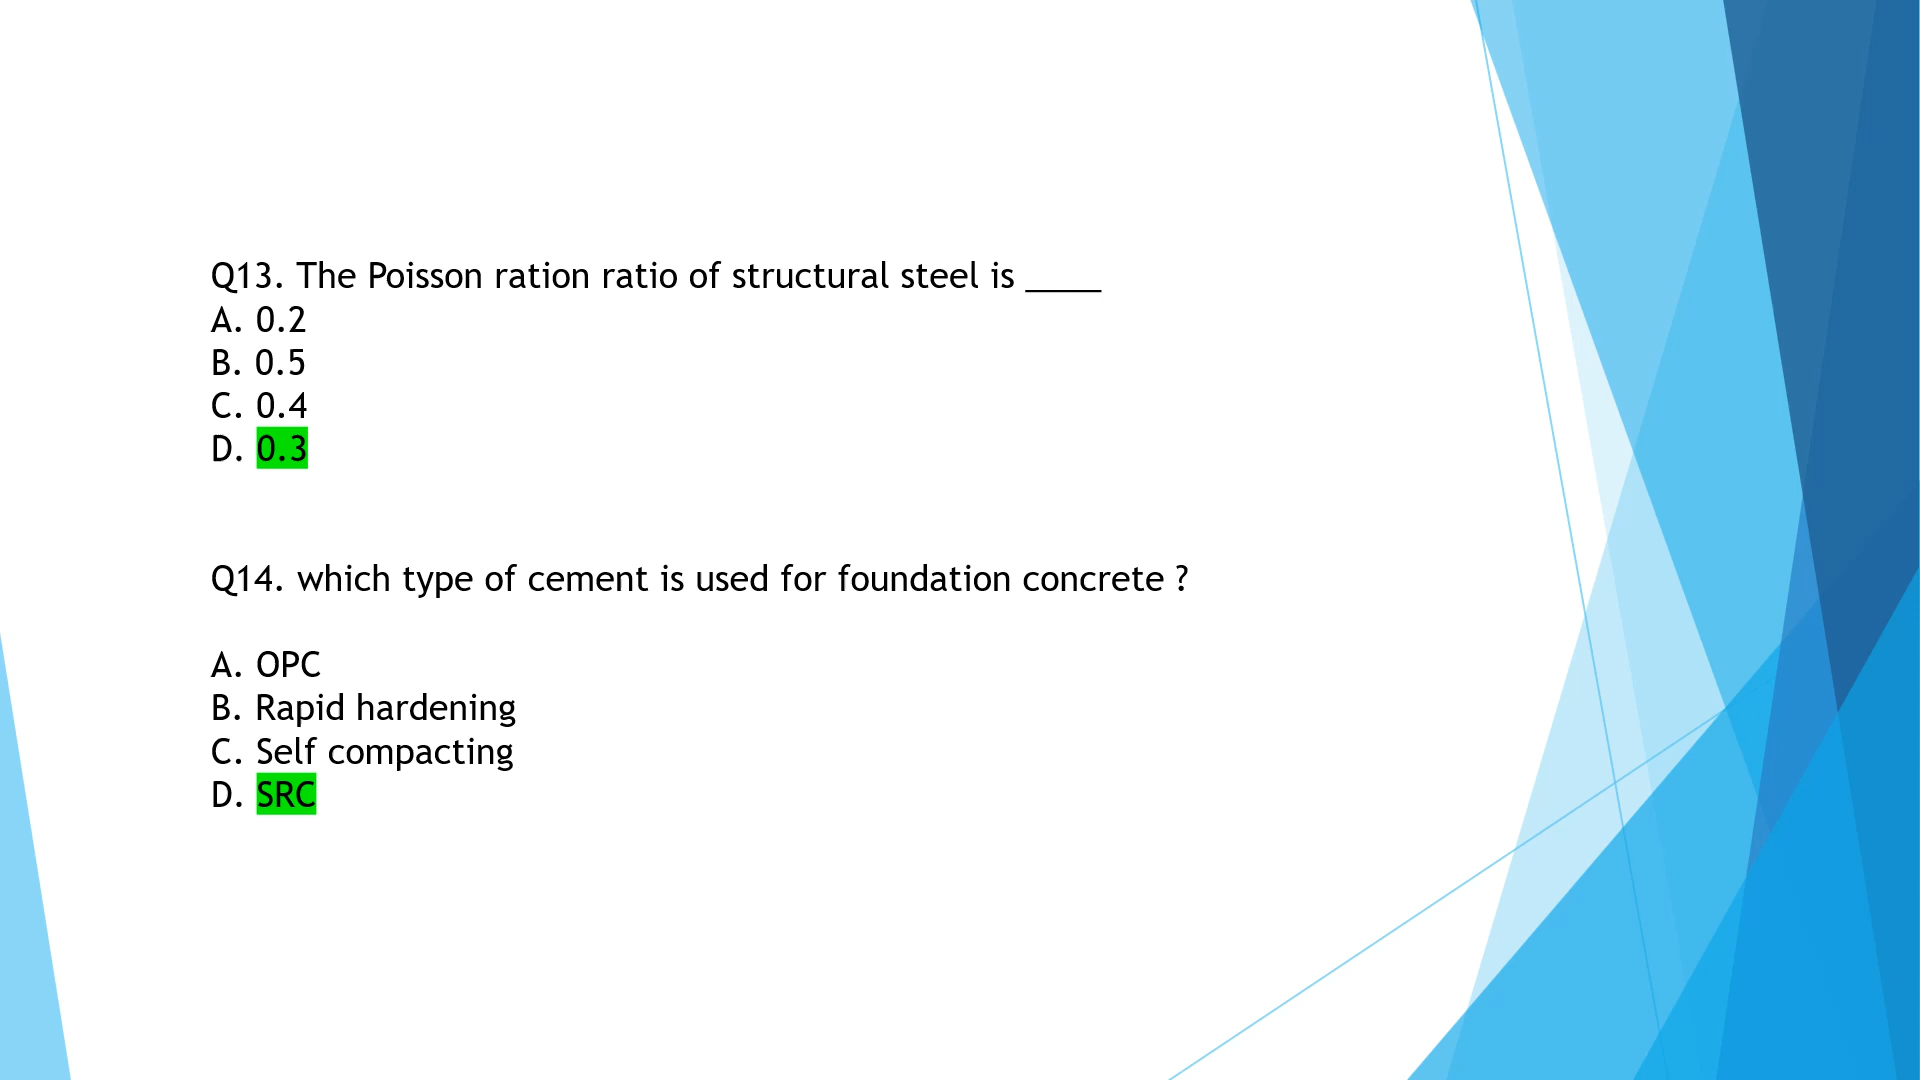 Q13. The Poisson ration ratio of structural steel is ____
A. 0.2
B. 0.5
C. 0.4
D. 0.3
Q14. which type of cement is used for foundation concrete ?
A. OPC
B. Rapid hardening
C. Self compacting
D. SRC